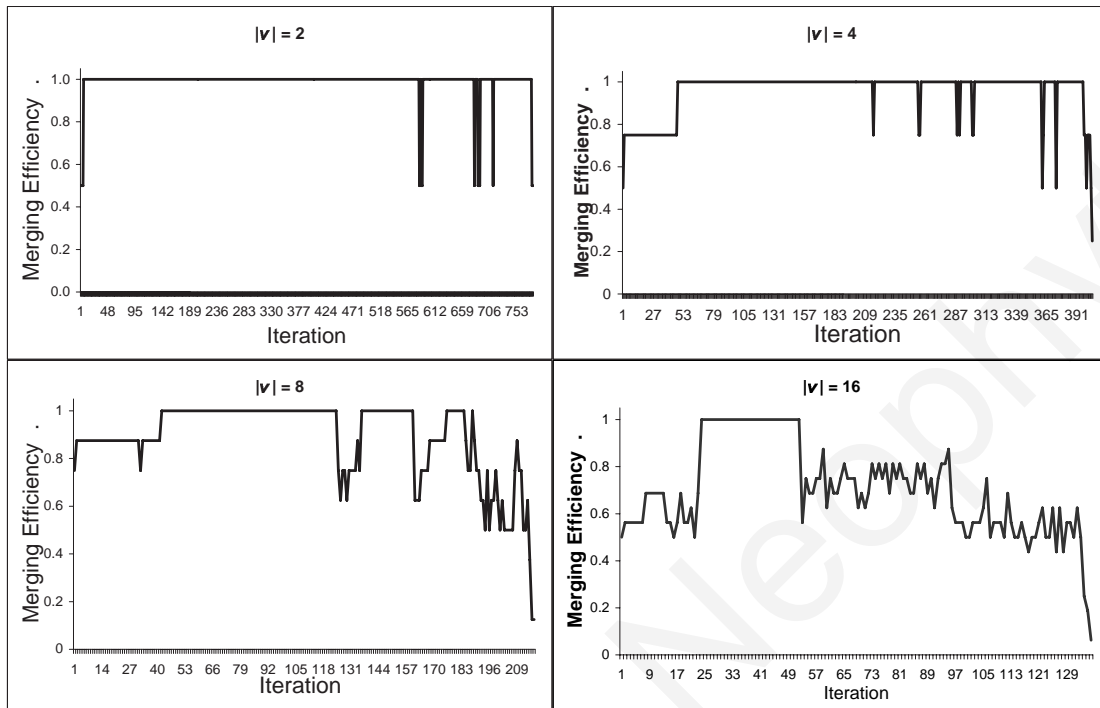 |v| = 2
Merging Efficiency .
1.0
0.8
0.6
0.4
0.2
0.0
1 48 95 142 189 236 283 330 377 424 471 518 565 612 659 706 753
Iteration
|v| = 4
Merging Efficiency .
1
0.8
0.6
0.4
0.2
0
1 27 53 79 105 131 157 183 209 235 261 287 313 339 365 391
Iteration
|v| = 8
Merging Efficiency .
1
0.8
0.6
0.4
0.2
0
1 14 27 40 53 66 79 92 105 118 131 144 157 170 183 196 209
Iteration
|v| = 16
Merging Efficiency .
1
0.8
0.6
0.4
0.2
0
1 9 17 25 33 41 49 57 65 73 81 89 97 105 113 121 129
Iteration